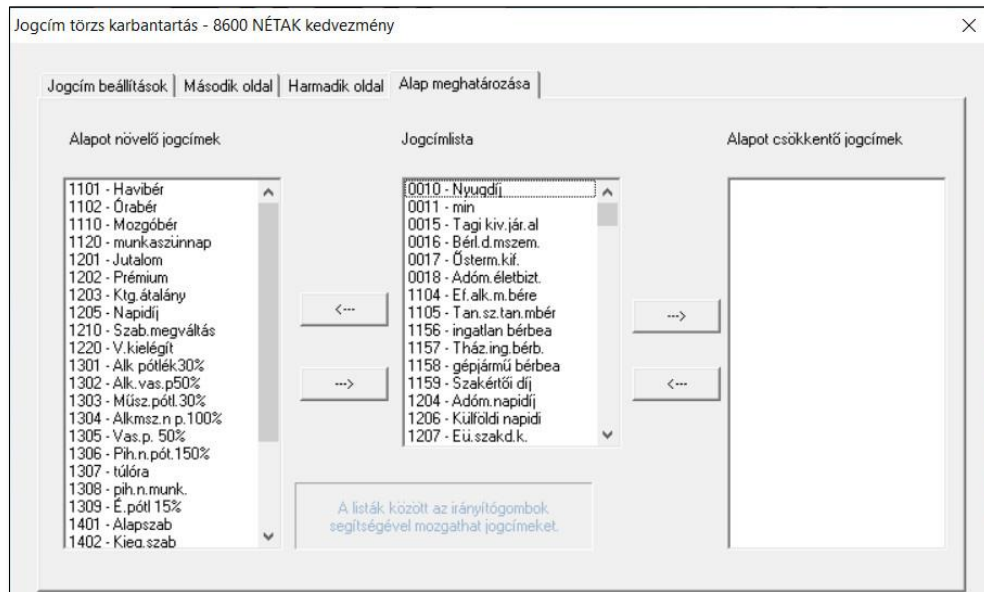 Jogcím törzs karbantartás - 8600 NÉTAK kedvezmény
Jogcím beállítások
Második oldal
Harmadik oldal
Alap meghatározása
Alapot növelő jogcímek
1101 - Havibér
1102 - Órabér
1110 - Mozgóbér
1120 - munkaszünnap
1201 - Jutalom
1202 - Prémium
1203 - Ktg.átalány
1205 - Napidíj
1210 - Szab.megváltás
1220 - V.kielégít
1301 - Alk pótlék30%
1302 - Alk.vas.p50%
1303 - Műsz.pótl.30%
1304 - Alkmsz.n p.100%
1305 - Vas.p. 50%
1306 - Pih.n.pót.150%
1307 - túlóra
1308 - pih.n.munk.
1309 - É.pótl 15%
1401 - Alapszab
1402 - Kieg.szab
<---
--->
Jogcímlista
0010 - Nyugdíj
0011 - min
0015 - Tagi kiv.jár.al
0016 - Bérl.d.mszem.
0017 - Ősterm.kif.
0018 - Adóm.életbizt.
1104 - Ef.alk.m.bére
1105 - Tan.sz.tan.mbér
1156 - ingatlan bérbea
1157 - Tház.ing.bérb.
1158 - gépjármű bérbea
1159 - Szakértői díj
1204 - Adóm.napidíj
1206 - Külföldi napidi
1207 - Eü.szakd.k.
A listák között az irányítógombok
segítségével mozgathat jogcímeket.
--->
<---
Alapot csökkentő jogcímek